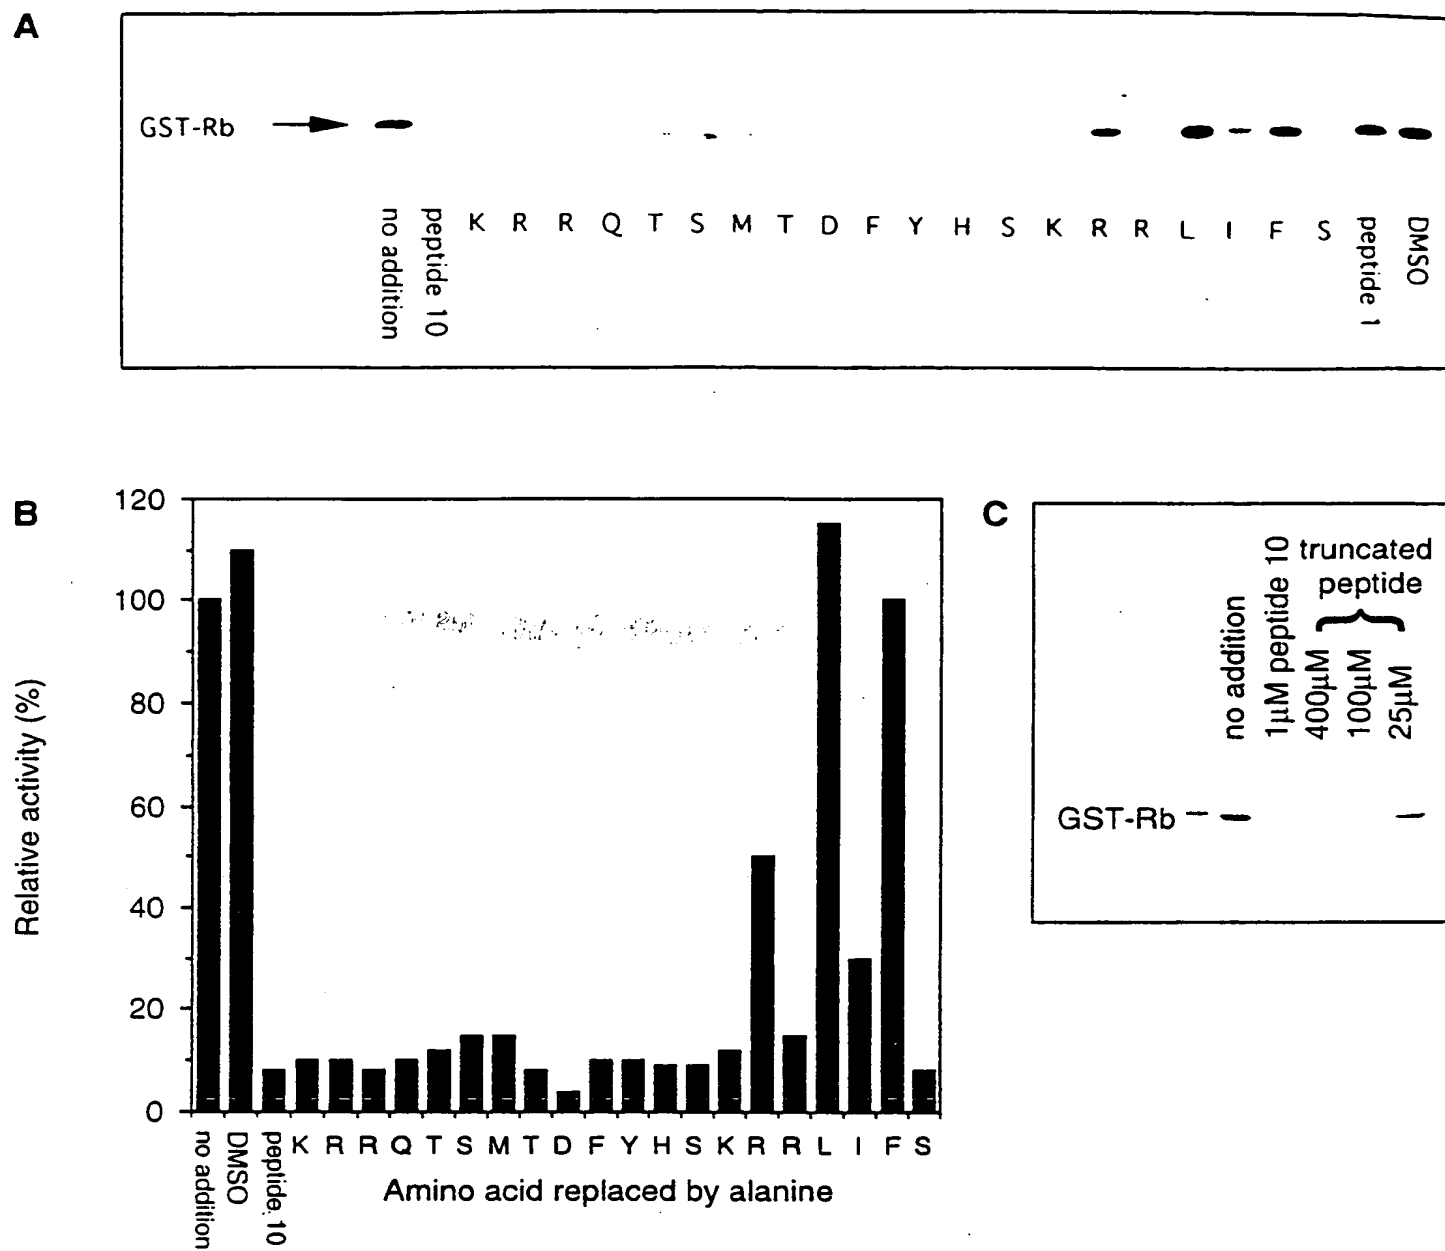 A
GST-Rb
no addition
peptide 10
K R R Q T S M T D F Y H S K R R L I F S
peptide 1
DMSO
B
120
100
80
60
40
20
0
Relative activity (%)
no addition
DMSO
peptide 10
K R R Q T S M T D F Y H S K R R L I F S
Amino acid replaced by alanine
C
no addition
1μM peptide 10
truncated
peptide
400μM
100μM
25μM
GST-Rb